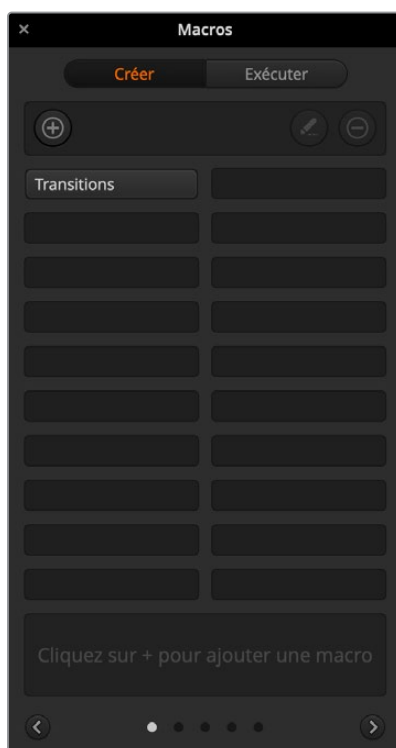 Macros
Créer
Exécuter
Transitions
Cliquez sur + pour ajouter une macro